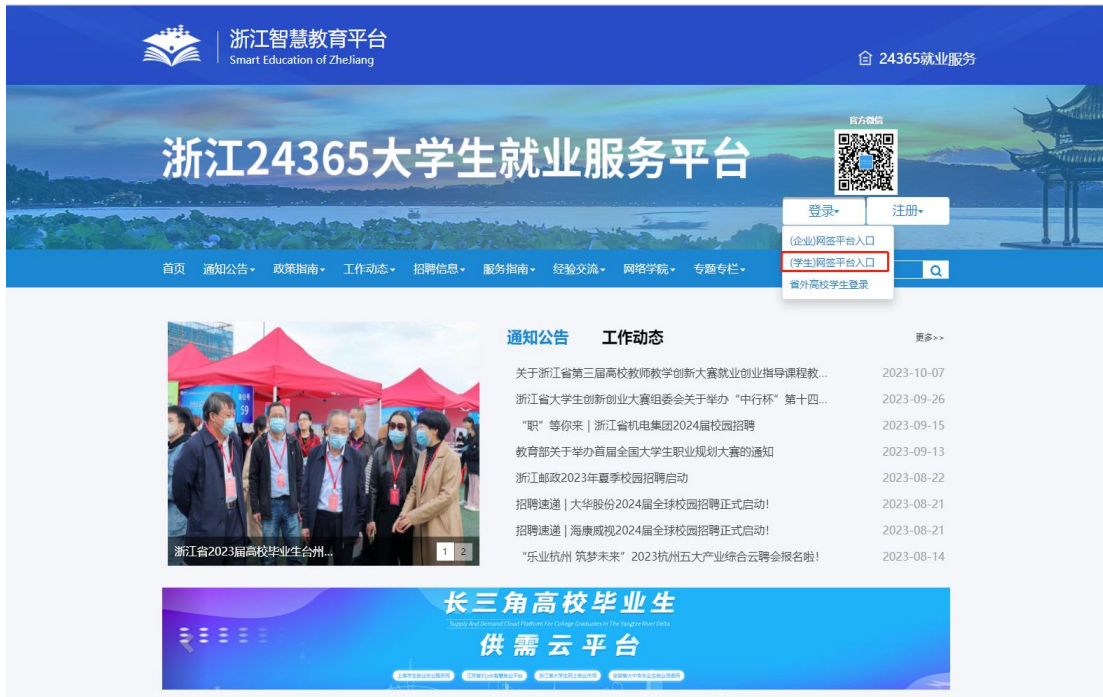 浙江智慧教育平台
Smart Education of ZheJiang
24365就业服务
官方微信
浙江24365大学生就业服务平台
登录 注册
(企业)网签平台入口
(学生)网签平台入口
省外高校学生登录
首页 通知公告 政策指南 工作动态 招聘信息 服务指南 经验交流 网络学院 专题专栏
通知公告 工作动态 更多>>
关于浙江省第三届高校教师教学创新大赛就业创业指导课程教... 2023-10-07
浙江省大学生创新创业大赛组委会关于举办“中行杯”第十四... 2023-09-26
“职”等你来 | 浙江省机电集团2024届校园招聘 2023-09-15
教育部关于举办首届全国大学生职业规划大赛的通知 2023-09-13
浙江邮政2023年夏季校园招聘启动 2023-08-22
招聘速递 | 大华股份2024届全球校园招聘正式启动! 2023-08-21
招聘速递 | 海康威视2024届全球校园招聘正式启动! 2023-08-21
“乐业杭州 筑梦未来”2023杭州五大产业综合云聘会报名啦! 2023-08-14
59
浙江省2023届高校毕业生台州...
1 2
长三角高校毕业生
Supply And Demand Cloud Platform For College Graduates In The Yangtze River Delta
供需云平台